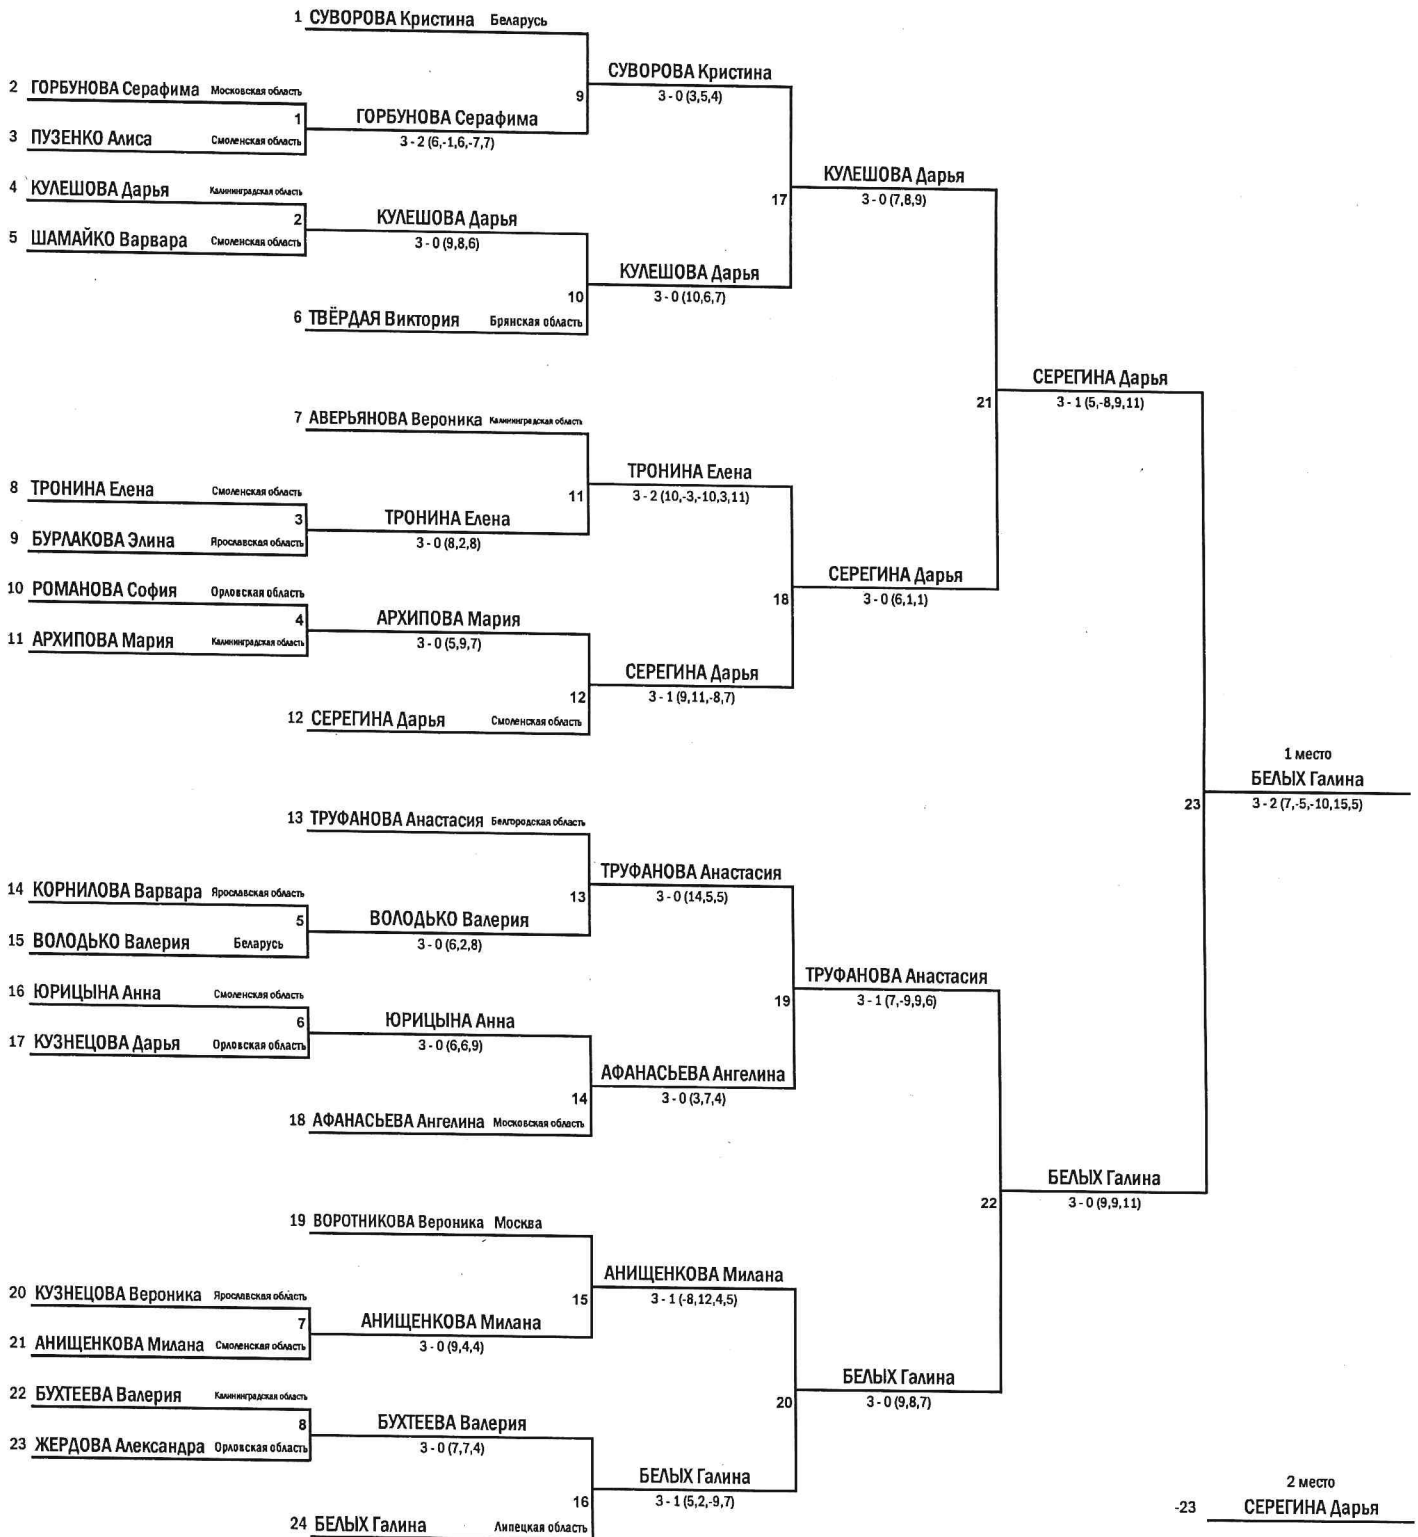 1 СУВОРОВА Кристина Беларусь
СУВОРОВА Кристина
2 ГОРБУНОВА Серафима Московская область
9
3 - 0 (3,5,4)
1
ГОРБУНОВА Серафима
3 ПУЗЕНКО Алиса Смоленская область
3 - 2 (6,-1,6,-7,7)
КУЛЕШОВА Дарья
4 КУЛЕШОВА Дарья Калининградская область
17
3 - 0 (7,8,9)
2
КУЛЕШОВА Дарья
5 ШАМАЙКО Варвара Смоленская область
3 - 0 (9,8,6)
КУЛЕШОВА Дарья
10
3 - 0 (10,6,7)
6 ТВЁРДАЯ Виктория Брянская область
СЕРЕГИНА Дарья
21
3 - 1 (5,-8,9,11)
7 АВЕРЬЯНОВА Вероника Калининградская область
ТРОНИНА Елена
8 ТРОНИНА Елена Смоленская область
11
3 - 2 (10,-3,-10,3,11)
3
ТРОНИНА Елена
9 БУРЛАКОВА Элина Ярославская область
3 - 0 (8,2,8)
СЕРЕГИНА Дарья
10 РОМАНОВА София Орловская область
18
3 - 0 (6,1,1)
4
АРХИПОВА Мария
11 АРХИПОВА Мария Калининградская область
3 - 0 (5,9,7)
СЕРЕГИНА Дарья
12
3 - 1 (9,11,-8,7)
12 СЕРЕГИНА Дарья Смоленская область
1 место
БЕЛЫХ Галина
23
3 - 2 (7,-5,-10,15,5)
13 ТРУФАНОВА Анастасия Белгородская область
ТРУФАНОВА Анастасия
14 КОРНИЛОВА Варвара Ярославская область
13
3 - 0 (14,5,5)
5
ВОЛОДЬКО Валерия
15 ВОЛОДЬКО Валерия Беларусь
3 - 0 (6,2,8)
ТРУФАНОВА Анастасия
16 ЮРИЦЫНА Анна Смоленская область
19
3 - 1 (7,-9,9,6)
6
ЮРИЦЫНА Анна
17 КУЗНЕЦОВА Дарья Орловская область
3 - 0 (6,6,9)
АФАНАСЬЕВА Ангелина
14
3 - 0 (3,7,4)
18 АФАНАСЬЕВА Ангелина Московская область
БЕЛЫХ Галина
22
3 - 0 (9,9,11)
19 ВОРОТНИКОВА Вероника Москва
АНИЩЕНКОВА Милана
20 КУЗНЕЦОВА Вероника Ярославская область
15
3 - 1 (-8,12,4,5)
7
АНИЩЕНКОВА Милана
21 АНИЩЕНКОВА Милана Смоленская область
3 - 0 (9,4,4)
БЕЛЫХ Галина
22 БУХТЕЕВА Валерия Калининградская область
20
3 - 0 (9,8,7)
8
БУХТЕЕВА Валерия
23 ЖЕРДОВА Александра Орловская область
3 - 0 (7,7,4)
БЕЛЫХ Галина
16
3 - 1 (5,2,-9,7)
24 БЕЛЫХ Галина Липецкая область
2 место
-23 СЕРЕГИНА Дарья